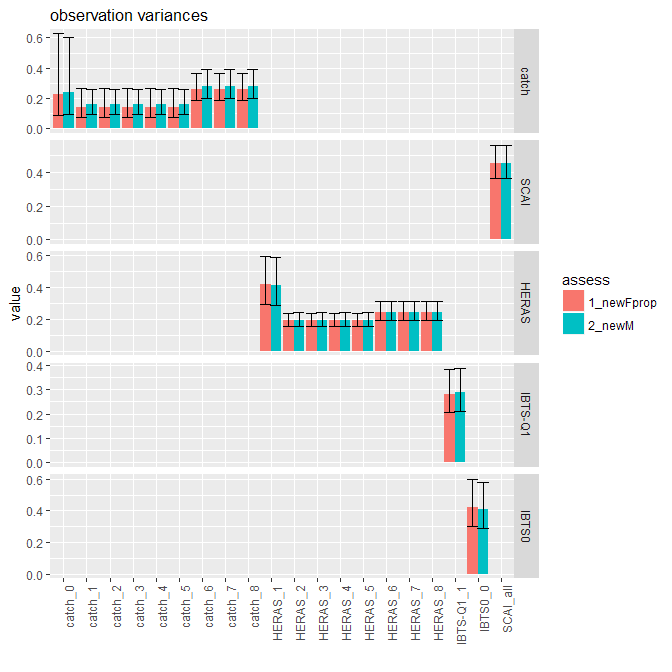 observation variances
value
0.6
0.4
0.2
0.0
catch
0.4
0.2
0.0
SCAI
0.6
0.4
0.2
0.0
HERAS
0.4
0.3
0.2
0.1
0.0
IBTS-Q1
0.6
0.4
0.2
0.0
IBTS0
catch_0
catch_1
catch_2
catch_3
catch_4
catch_5
catch_6
catch_7
catch_8
HERAS_1
HERAS_2
HERAS_3
HERAS_4
HERAS_5
HERAS_6
HERAS_7
HERAS_8
IBTS-Q1_1
IBTS0_0
SCAI_all
assess
1_newFprop
2_newM